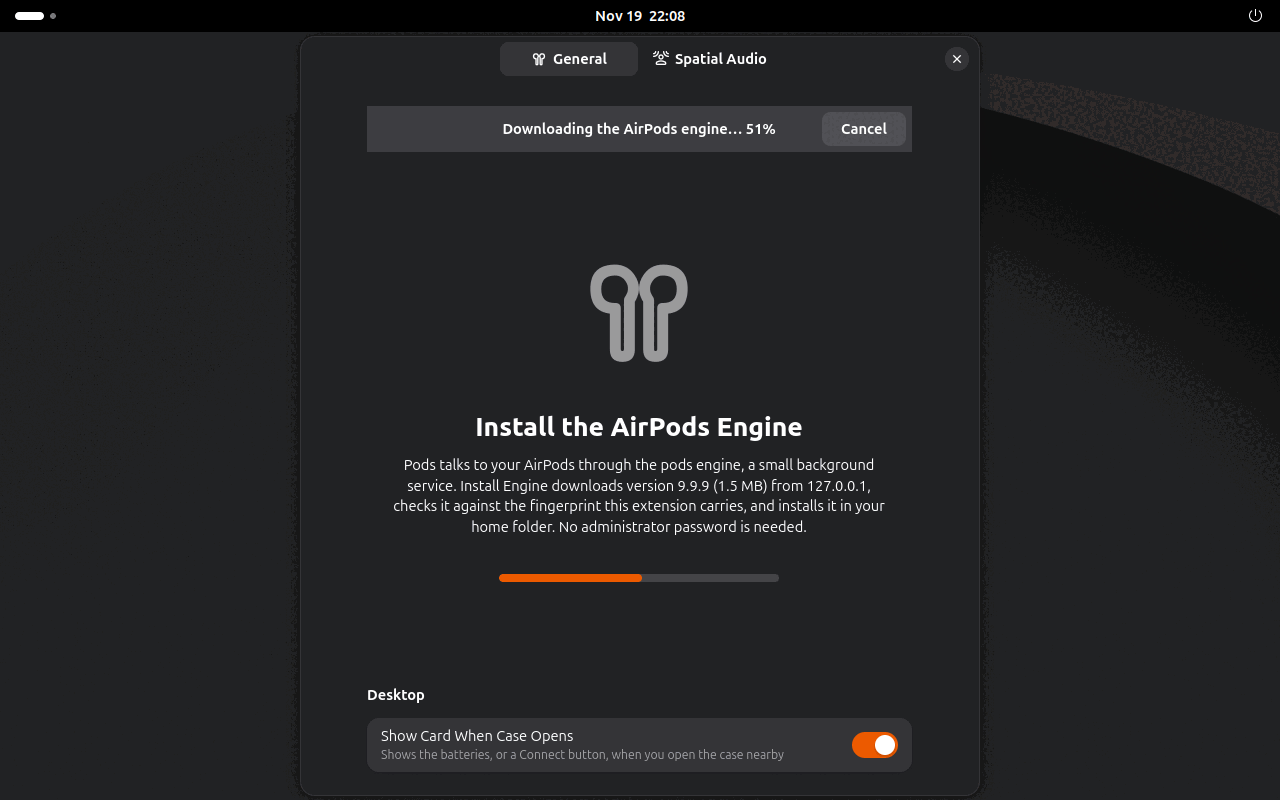 Nov 19 22:08
General
Spatial Audio
Downloading the AirPods engine… 51%
Cancel
Install the AirPods Engine
Pods talks to your AirPods through the pods engine, a small background
service. Install Engine downloads version 9.9.9 (1.5 MB) from 127.0.0.1,
checks it against the fingerprint this extension carries, and installs it in your
home folder. No administrator password is needed.
Desktop
Show Card When Case Opens
Shows the batteries, or a Connect button, when you open the case nearby